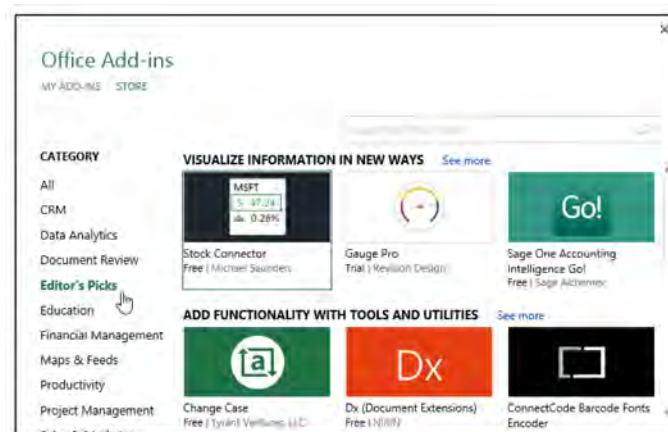 Office Add-ins
MY ADD-INS STORE
CATEGORY
All
CRM
Data Analytics
Document Review
Editor's Picks
Education
Financial Management
Maps & Feeds
Productivity
Project Management
VISUALIZE INFORMATION IN NEW WAYS See more
MSFT
47.24
0.26%
Stock Connector
Free | Michael Saunders
Gauge Pro
Trial | Revision Design
Go!
Sage One Accounting
Intelligence Go!
Free | Sage Alchemex
ADD FUNCTIONALITY WITH TOOLS AND UTILITIES See more
a
Change Case
Free | Tyrant Ventures, LLC
Dx
Dx (Document Extensions)
Free
ConnectCode Barcode Fonts
Encoder